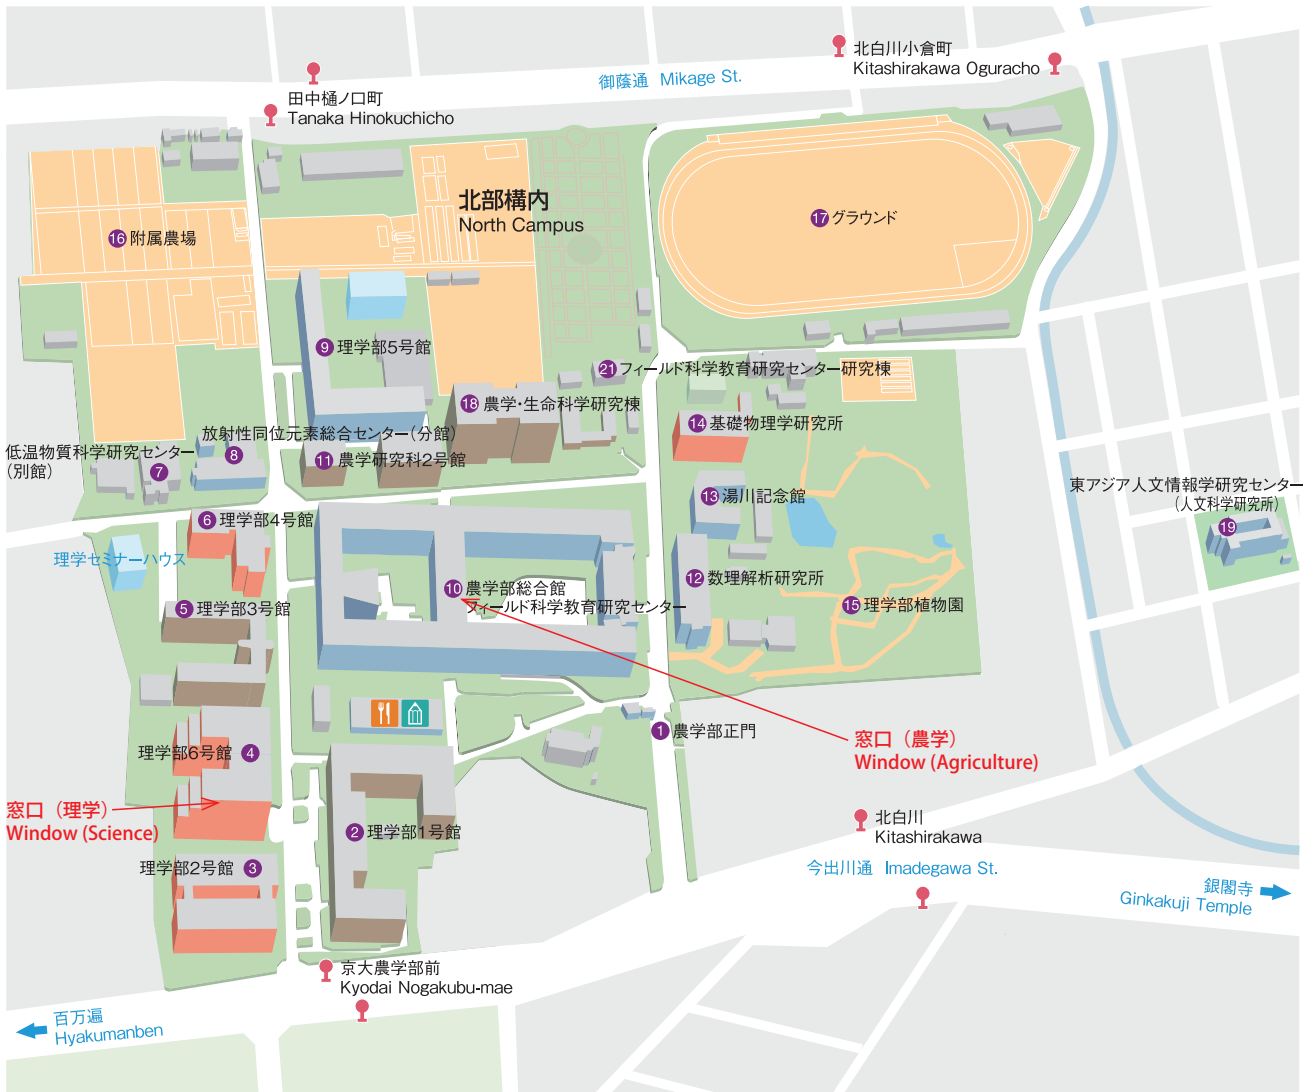 北白川小倉町
Kitashirakawa Oguracho
御蔭通 Mikage St.
田中樋ノ口町
Tanaka Hinokuchicho
北部構内
North Campus
17 グラウンド
16 附属農場
9 理学部5号館
21 フィールド科学教育研究センター研究棟
18 農学・生命科学研究棟
14 基礎物理学研究所
放射性同位元素総合センター(分館)
8
低温物質科学研究センター
(別館)
7
11 農学研究科2号館
13 湯川記念館
東アジア人文情報学研究センター
(人文科学研究所)
19
6 理学部4号館
理学セミナーハウス
10 農学部総合館
フィールド科学教育研究センター
12 数理解析研究所
5 理学部3号館
15 理学部植物園
1 農学部正門
窓口(農学)
Window (Agriculture)
理学部6号館 4
窓口(理学)
Window (Science)
2 理学部1号館
北白川
Kitashirakawa
理学部2号館 3
今出川通 Imadegawa St.
銀閣寺
Ginkakuji Temple
京大農学部前
Kyodai Nogakubu-mae
百万遍
Hyakumanben